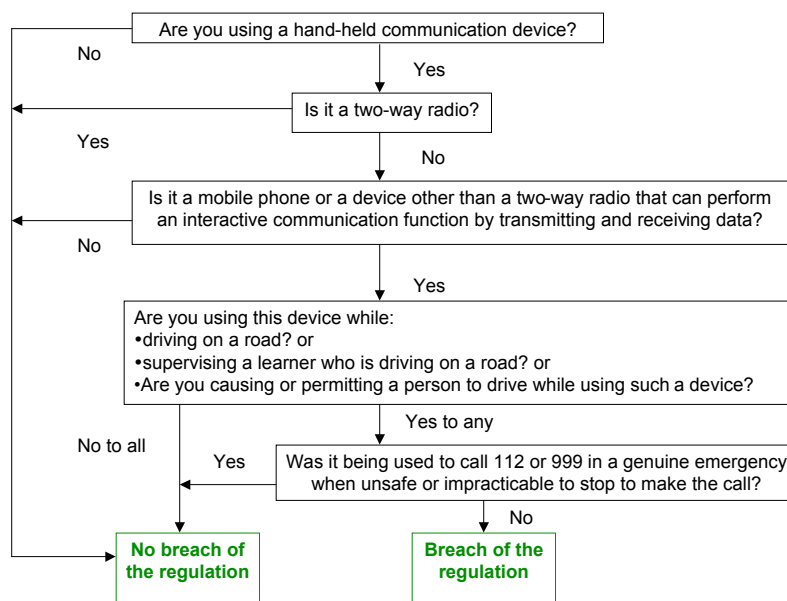 Are you using a hand-held communication device?
No
Yes
Is it a two-way radio?
Yes
No
Is it a mobile phone or a device other than a two-way radio that can perform
an interactive communication function by transmitting and receiving data?
No
Yes
Are you using this device while:
•driving on a road? or
•supervising a learner who is driving on a road? or
•Are you causing or permitting a person to drive while using such a device?
Yes to any
No to all
Yes
Was it being used to call 112 or 999 in a genuine emergency
when unsafe or impracticable to stop to make the call?
No
No breach of
the regulation
Breach of the
regulation